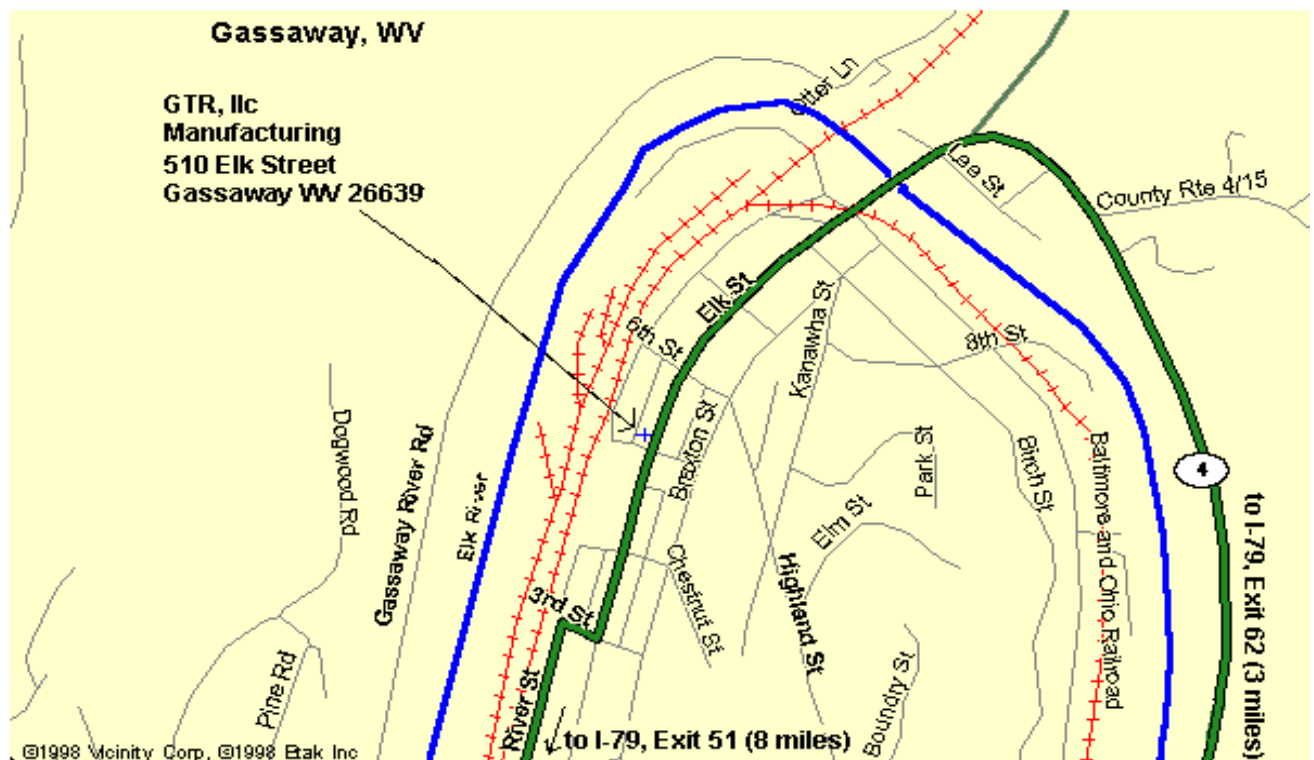 Gassaway, WV
GTR, llc
Manufacturing
510 Elk Street
Gassaway WV 26639
Otter Ln
Lee St
County Rte 4/15
Elk St
6th St
Kanawha St
8th St
Dogwood Rd
Gassaway River Rd
Elk River
Braxton St
Park St
Birch St
Baltimore and Ohio Railroad
4
Elm St
Chestnut St
Highland St
3rd St
to I-79, Exit 62 (3 miles)
Pine Rd
River St
Boundry St
to I-79, Exit 51 (8 miles)
©1998 Vicinity Corp, ©1998 Etak Inc